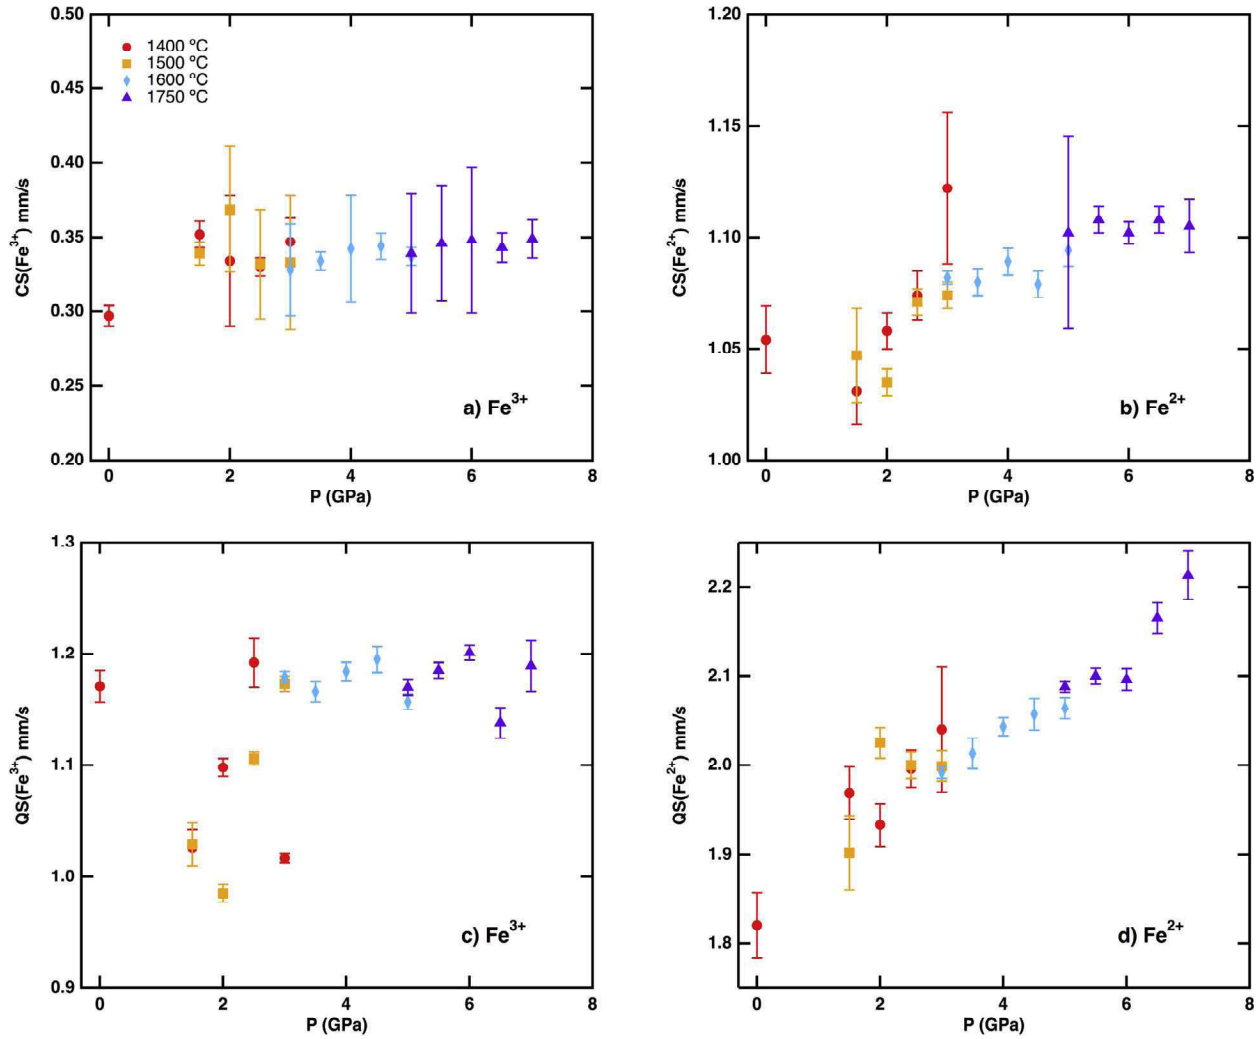 0.50
0.45
0.40
0.35
0.30
0.25
0.20
CS(Fe3+) mm/s
1400 ºC
1500 ºC
1600 ºC
1750 ºC
a) Fe3+
0 2 4 6 8
P (GPa)
1.20
1.15
1.10
1.05
1.00
CS(Fe2+) mm/s
b) Fe2+
0 2 4 6 8
P (GPa)
1.3
1.2
1.1
1.0
0.9
QS(Fe3+) mm/s
c) Fe3+
0 2 4 6 8
P (GPa)
2.2
2.1
2.0
1.9
1.8
QS(Fe2+) mm/s
d) Fe2+
0 2 4 6 8
P (GPa)